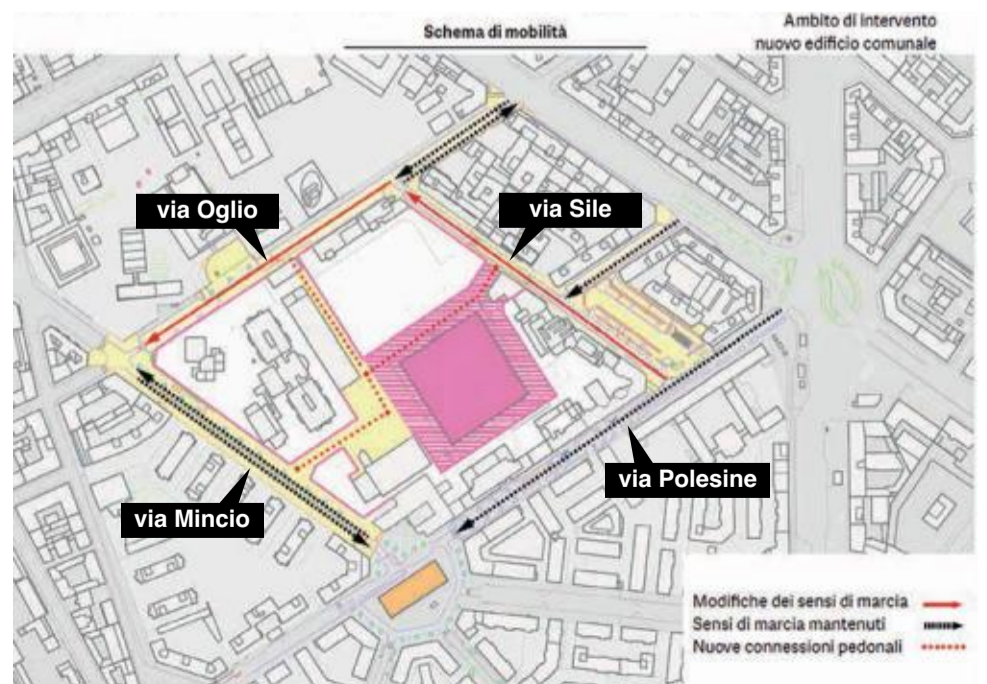 Schema di mobilità
Ambito di intervento
nuovo edificio comunale
via Oglio
via Sile
via Polesine
via Mincio
Modifiche dei sensi di marcia
Sensi di marcia mantenuti
Nuove connessioni pedonali